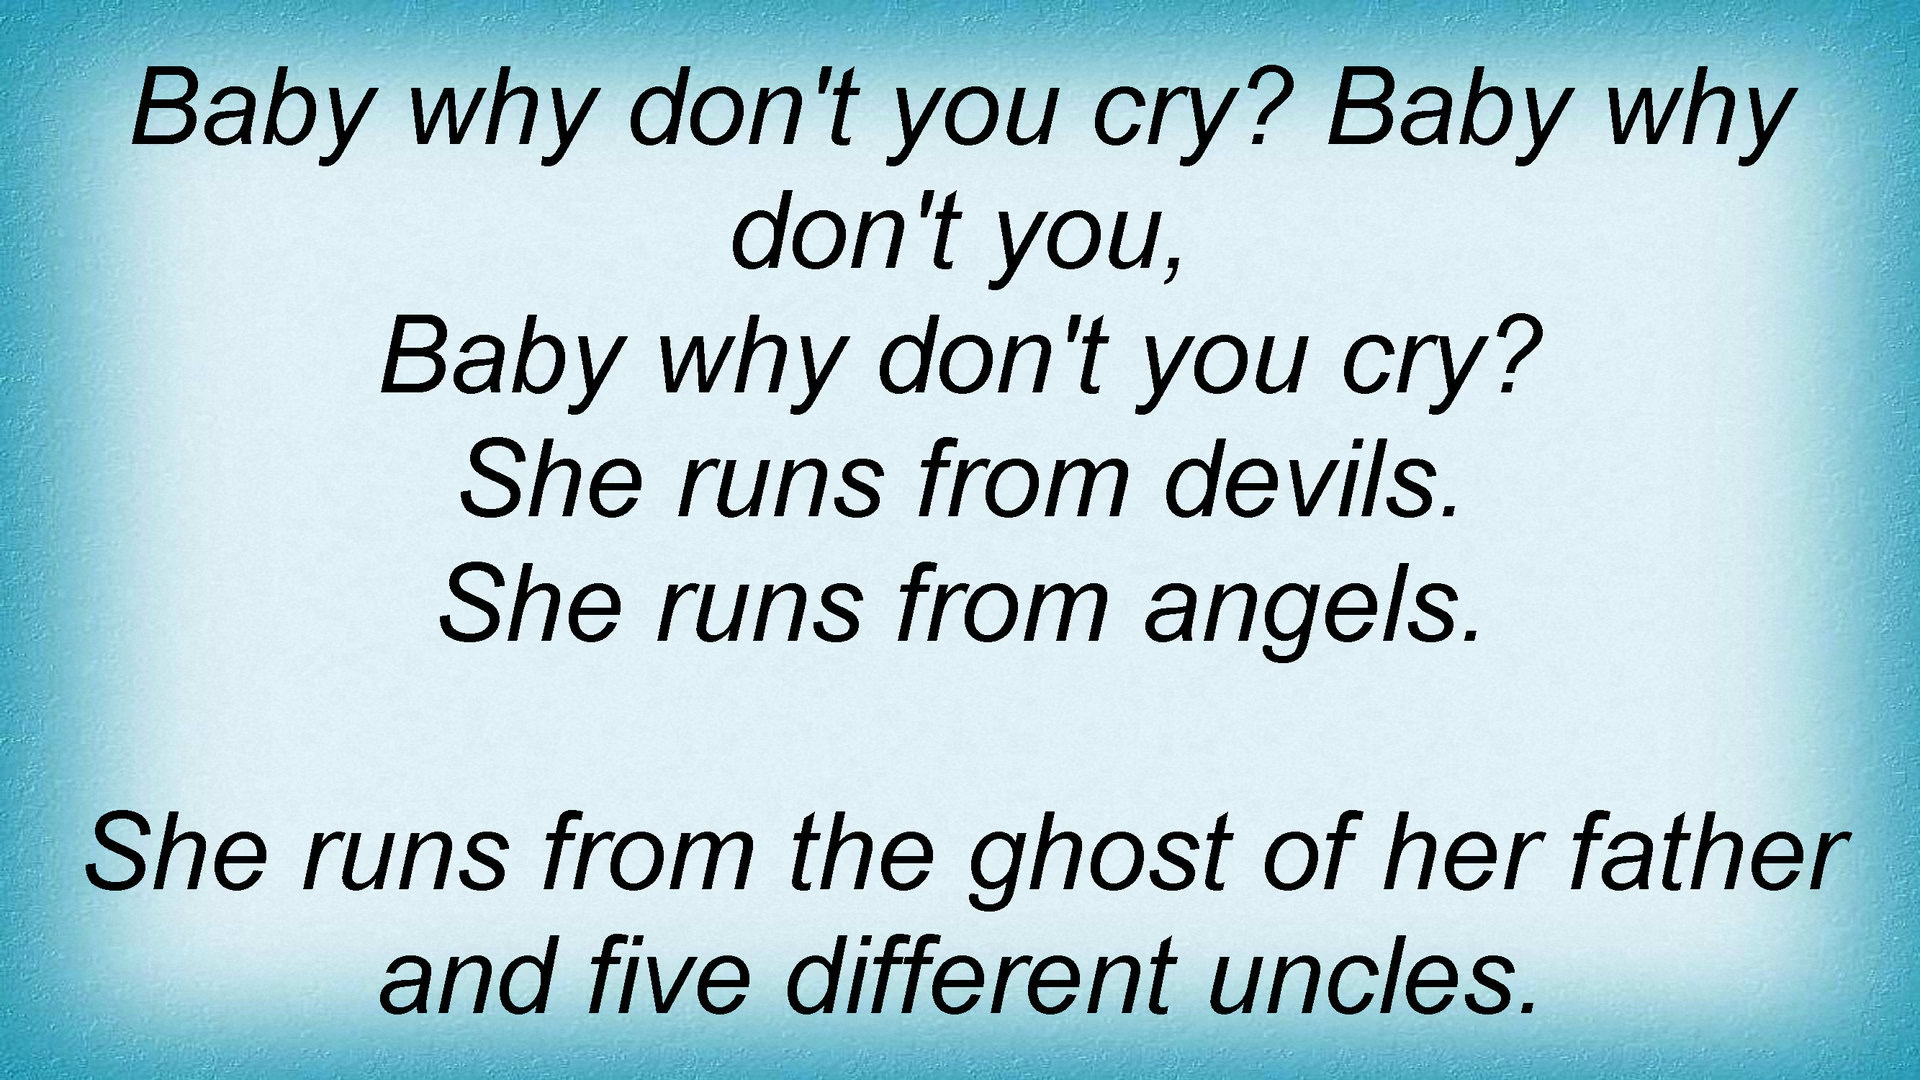 Baby why don't you cry? Baby why
don't you,
Baby why don't you cry?
She runs from devils.
She runs from angels.
She runs from the ghost of her father
and five different uncles.